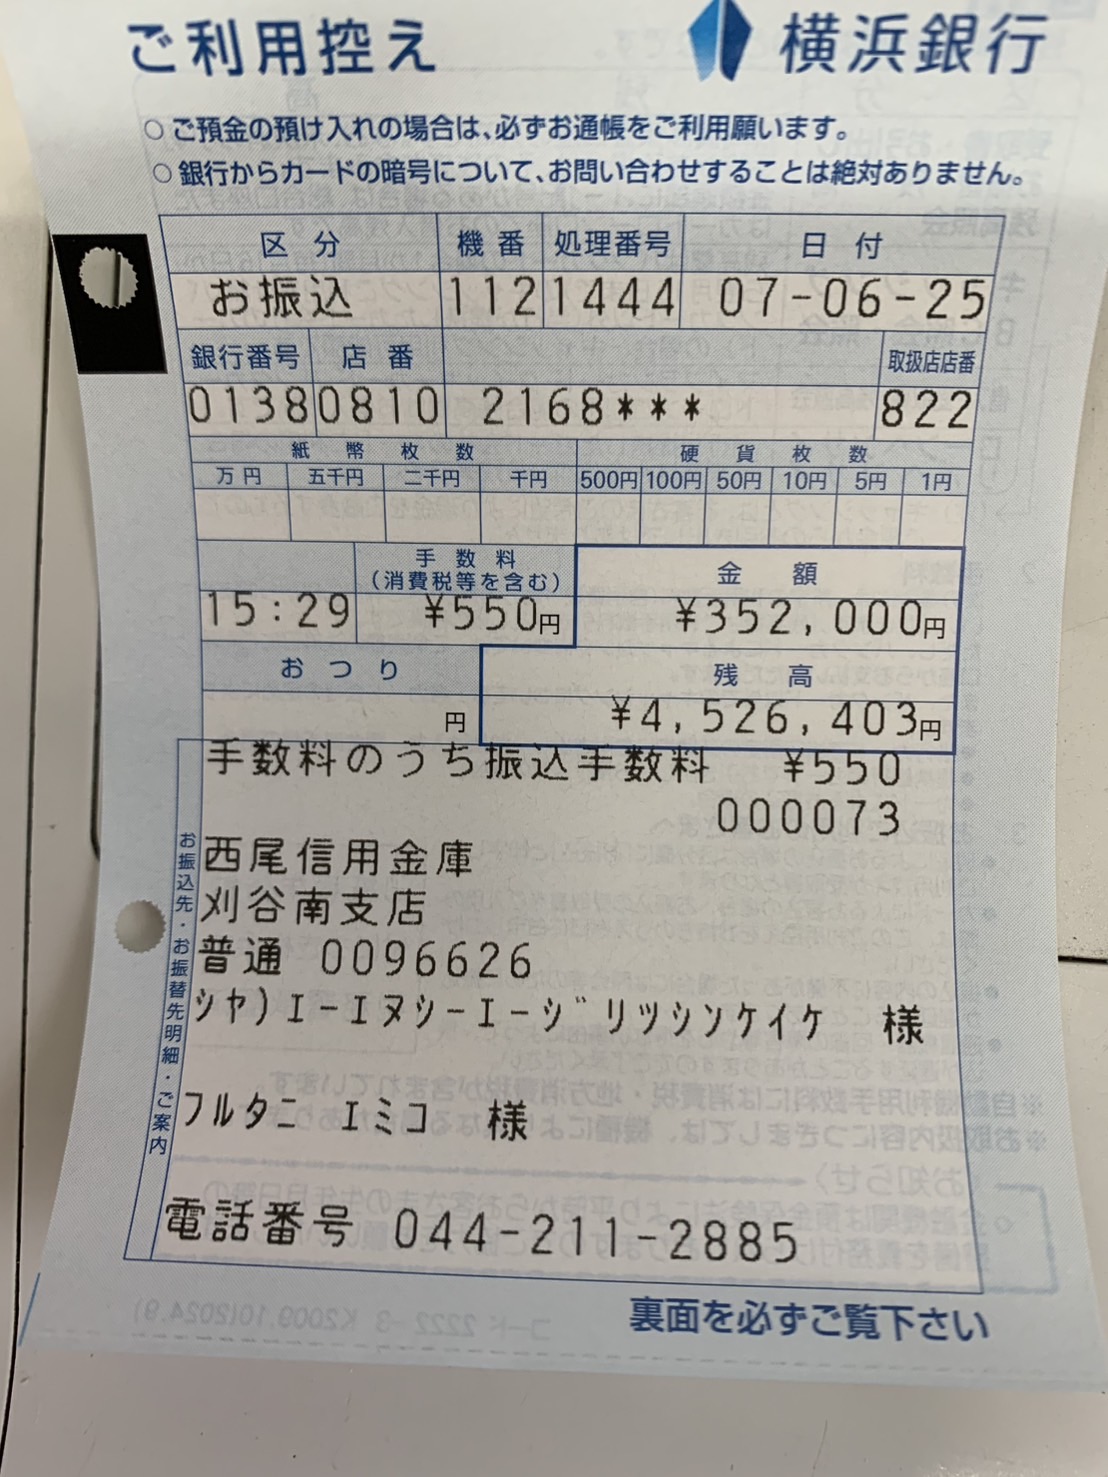 ご利用控え 横浜銀行
○ ご預金の預け入れの場合は、必ずお通帳をご利用願います。
○ 銀行からカードの暗号について、お問い合わせすることは絶対ありません。
区分 機番 処理番号 日付
お振込 112 1444 07-06-25
銀行番号 店番 取扱店店番
0138 0810 2168*** 822
紙幣枚数 硬貨枚数
万円 五千円 二千円 千円 500円 100円 50円 10円 5円 1円
手数料 金額
(消費税等を含む)
15:29 ¥550円 ¥352,000円
おつり 残高
円 ¥4,526,403円
手数料のうち振込手数料 ¥550
000073
お振込先・お振替先明細・ご案内
西尾信用金庫
刈谷南支店
普通 0096626
シヤ)エーエヌシーエージﾞリツシンケイケ 様
フルタニ エミコ 様
電話番号 044-211-2885
裏面を必ずご覧下さい